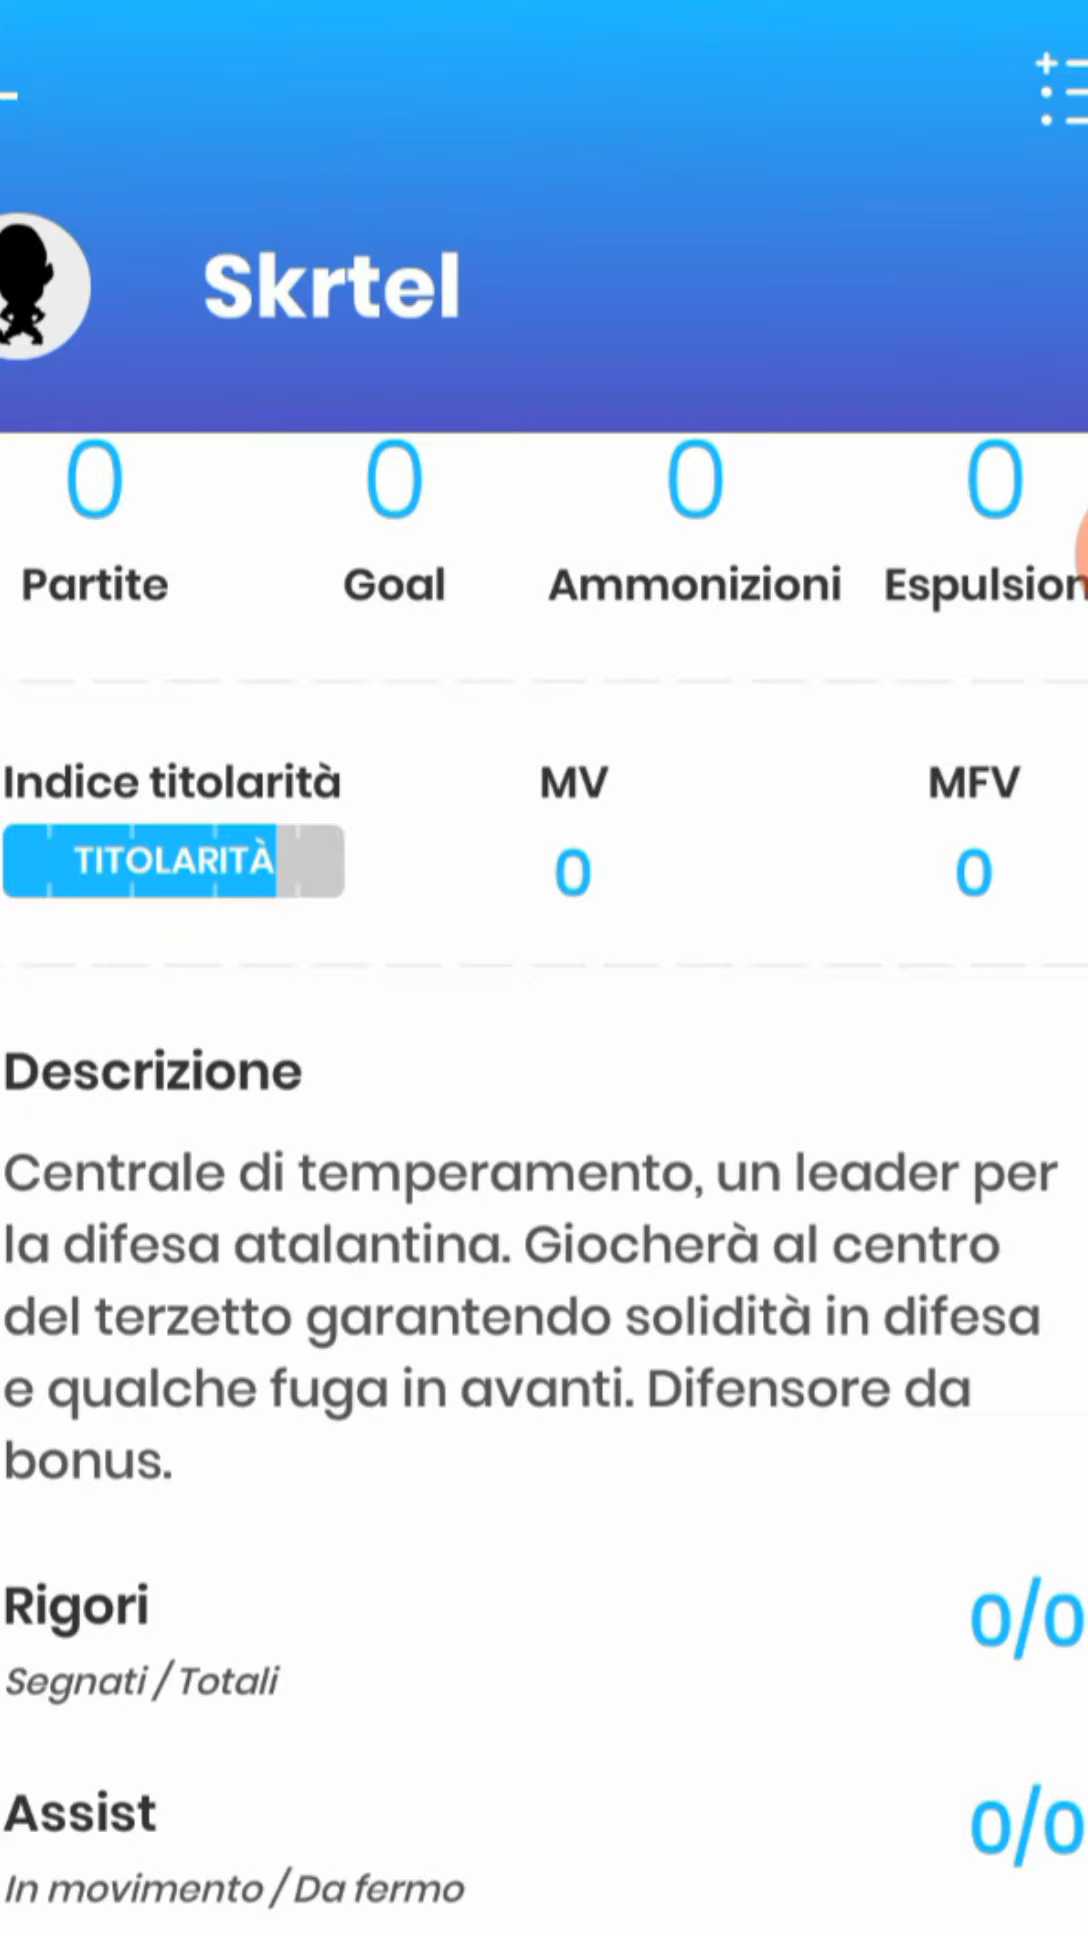 Skrtel
0 0 0 0
Partite Goal Ammonizioni Espulsion
Indice titolarità MV MFV
TITOLARITÀ 0 0
Descrizione
Centrale di temperamento, un leader per
la difesa atalantina. Giocherà al centro
del terzetto garantendo solidità in difesa
e qualche fuga in avanti. Difensore da
bonus.
Rigori 0/0
Segnati / Totali
Assist 0/0
In movimento / Da fermo